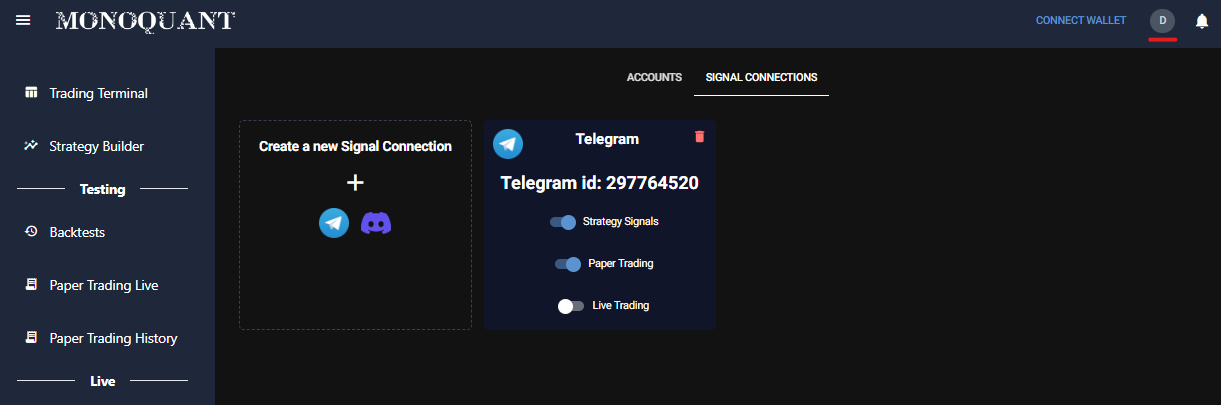 MONOQUANT
CONNECT WALLET
D
Trading Terminal
Strategy Builder
Testing
Backtests
Paper Trading Live
Paper Trading History
Live
ACCOUNTS
SIGNAL CONNECTIONS
Create a new Signal Connection
+
Telegram
Telegram id: 297764520
Strategy Signals
Paper Trading
Live Trading